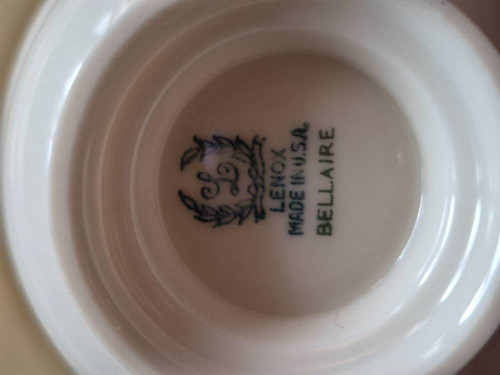 L
LENOX
MADE IN U.S.A.
BELLAIRE